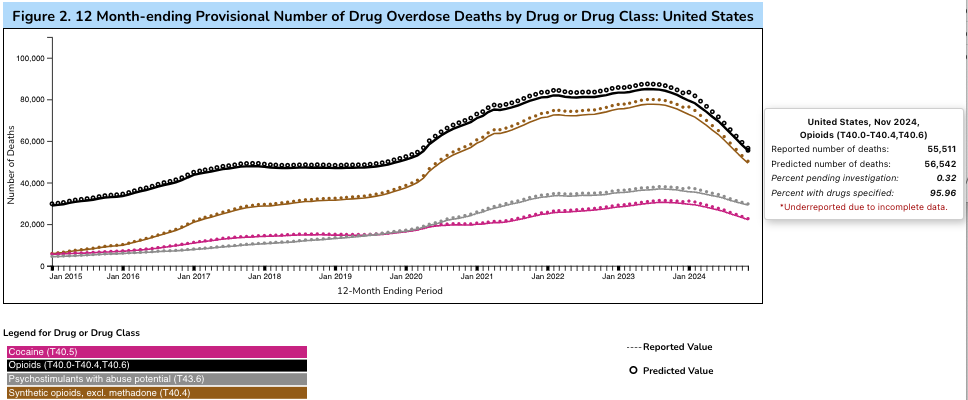 Figure 2. 12 Month-ending Provisional Number of Drug Overdose Deaths by Drug or Drug Class: United States
100,000
80,000
60,000
40,000
20,000
0
Number of Deaths
Jan 2015 Jan 2016 Jan 2017 Jan 2018 Jan 2019 Jan 2020 Jan 2021 Jan 2022 Jan 2023 Jan 2024
12-Month Ending Period
United States, Nov 2024,
Opioids (T40.0-T40.4,T40.6)
Reported number of deaths: 55,511
Predicted number of deaths: 56,542
Percent pending investigation: 0.32
Percent with drugs specified: 95.96
*Underreported due to incomplete data.
Legend for Drug or Drug Class
Cocaine (T40.5)
Opioids (T40.0-T40.4,T40.6)
Psychostimulants with abuse potential (T43.6)
Synthetic opioids, excl. methadone (T40.4)
----Reported Value
Predicted Value